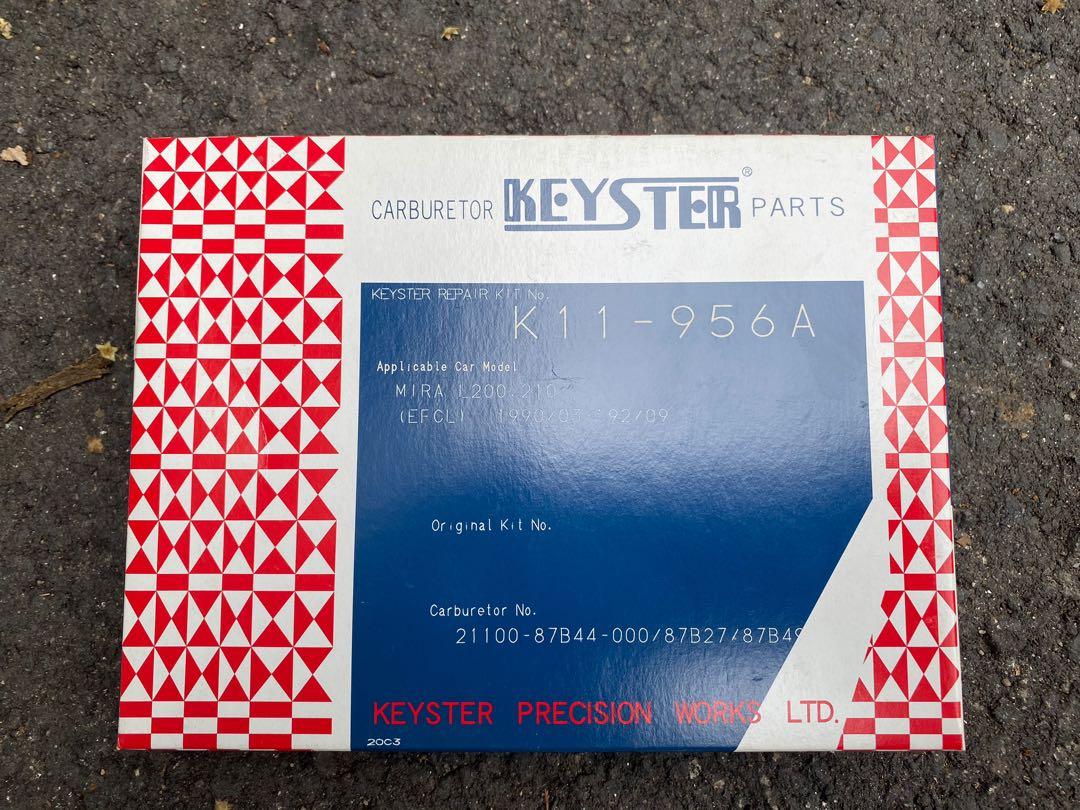 CARBURETOR KEYSTER® PARTS
KEYSTER REPAIR KIT No.
K11-956A
Applicable Car Model
MIRA L200.210
(EFCL) 1990/03-'92/09
Original Kit No.
Carburetor No.
21100-87B44-000/87B27/87B49
KEYSTER PRECISION WORKS LTD.
20C3